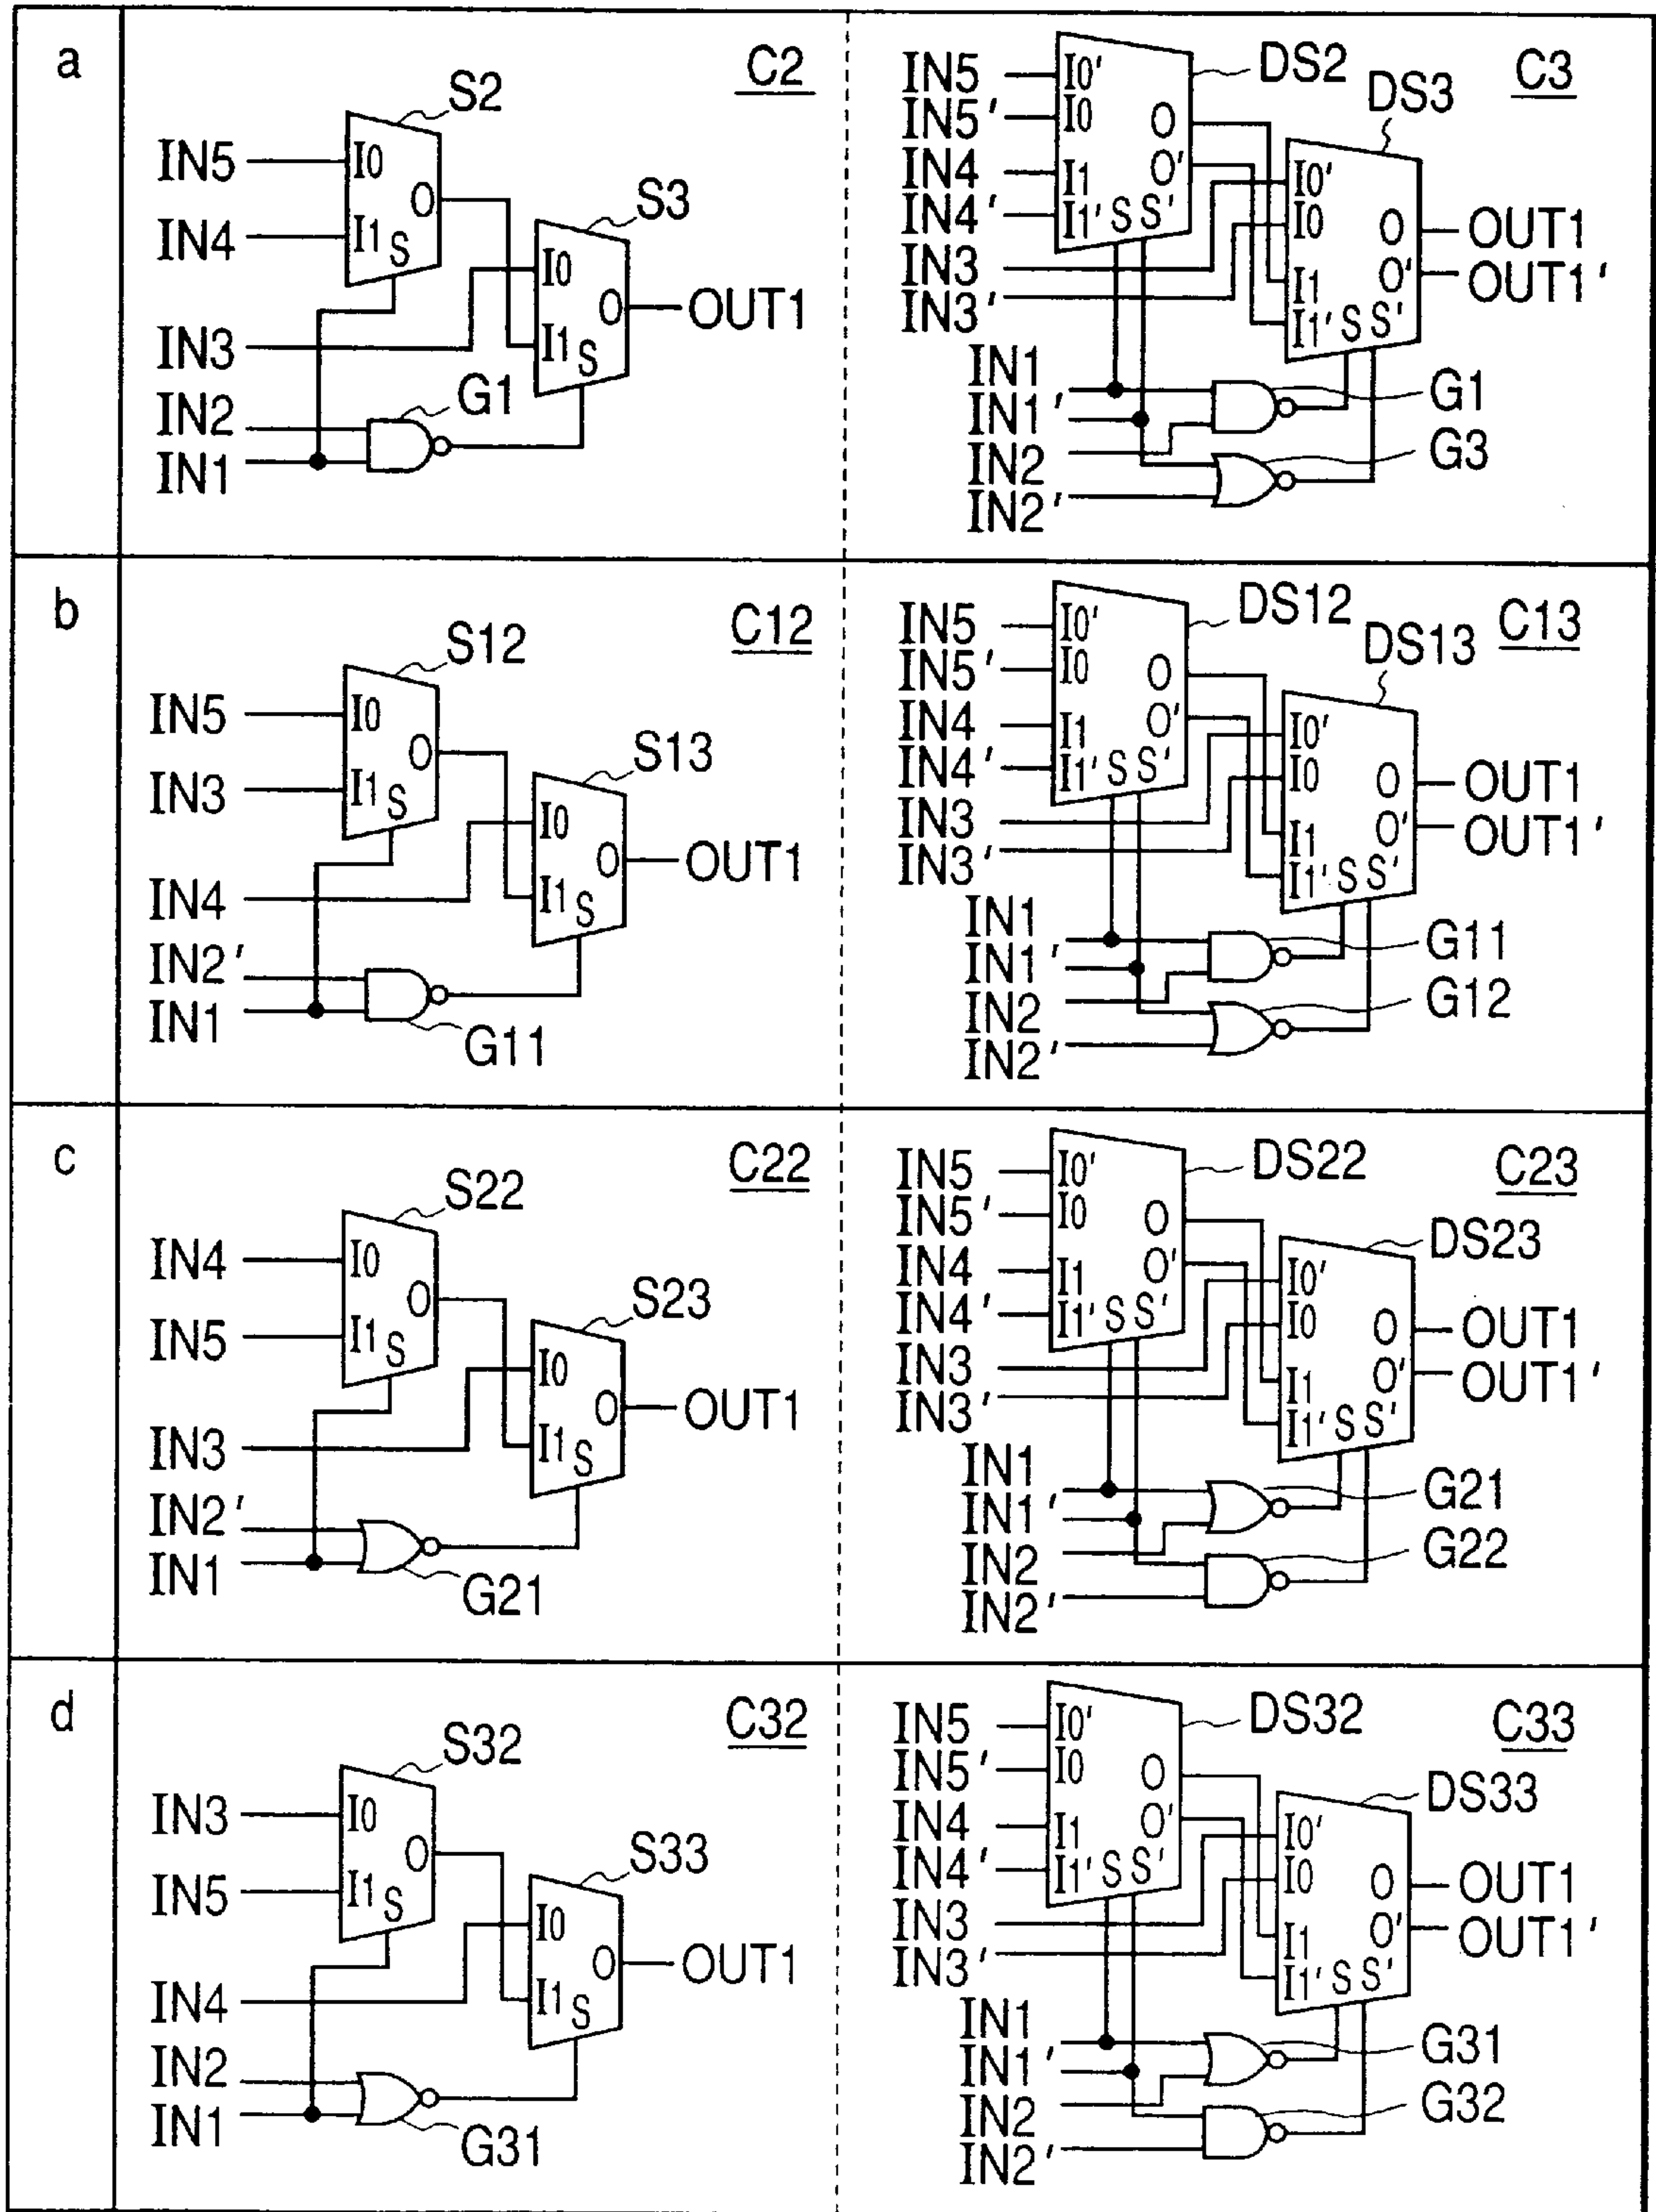 a
C2
S2
IN5
I0
O
IN4
I1
S
S3
I0
O
OUT1
IN3
I1
S
G1
IN2
IN1
C3
DS2
DS3
IN5
I0'
IN5'
I0
O
IN4
I1
O'
IN4'
I1'
S
S'
I0'
IN3
I0
O
OUT1
IN3'
I1
O'
OUT1'
I1'
S
S'
IN1
G1
IN1'
IN2
G3
IN2'
b
C12
S12
IN5
I0
O
IN3
I1
S
S13
I0
O
OUT1
IN4
I1
S
IN2'
IN1
G11
C13
DS12
DS13
IN5
I0'
IN5'
I0
O
IN4
I1
O'
IN4'
I1'
S
S'
I0'
IN3
I0
O
OUT1
IN3'
I1
O'
OUT1'
I1'
S
S'
IN1
G11
IN1'
IN2
G12
IN2'
c
C22
S22
IN4
I0
O
IN5
I1
S
S23
I0
O
OUT1
IN3
I1
S
IN2'
IN1
G21
C23
DS22
DS23
IN5
I0'
IN5'
I0
O
IN4
I1
O'
IN4'
I1'
S
S'
I0'
IN3
I0
O
OUT1
IN3'
I1
O'
OUT1'
I1'
S
S'
IN1
G21
IN1'
IN2
G22
IN2'
d
C32
S32
IN3
I0
O
IN5
I1
S
S33
I0
O
OUT1
IN4
I1
S
IN2
IN1
G31
C33
DS32
DS33
IN5
I0'
IN5'
I0
O
IN4
I1
O'
IN4'
I1'
S
S'
I0'
IN3
I0
O
OUT1
IN3'
I1
O'
OUT1'
I1'
S
S'
IN1
G31
IN1'
IN2
G32
IN2'